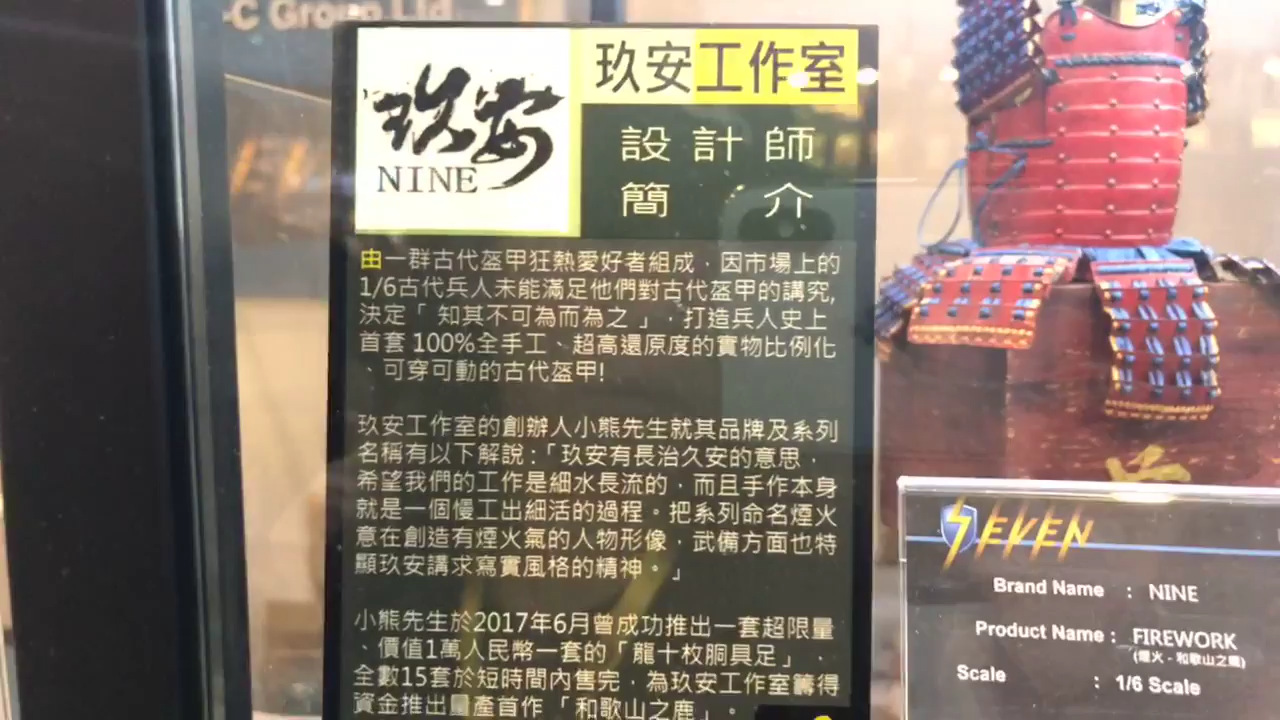 -C Group Ltd
玖安
NINE
玖安工作室
設計師
簡介
由一群古代盔甲狂熱愛好者組成，因市場上的
1/6古代兵人未能滿足他們對古代盔甲的講究，
決定「知其不可為而為之」，打造兵人史上
首套100%全手工、超高還原度的實物比例化
、可穿可動的古代盔甲!
玖安工作室的創辦人小熊先生就其品牌及系列
名稱有以下解說:「玖安有長治久安的意思，
希望我們的工作是細水長流的，而且手作本身
就是一個慢工出細活的過程。把系列命名煙火
意在創造有煙火氣的人物形像，武備方面也特
顯玖安講求寫實風格的精神。」
小熊先生於2017年6月曾成功推出一套超限量
、價值1萬人民幣一套的「龍十枚胴具足」，
全數15套於短時間內售完，為玖安工作室籌得
資金推出量產首作「和歌山之鹿」。
SEVEN
Brand Name : NINE
Product Name : FIREWORK
(煙火 - 和歌山之鹿)
Scale : 1/6 Scale